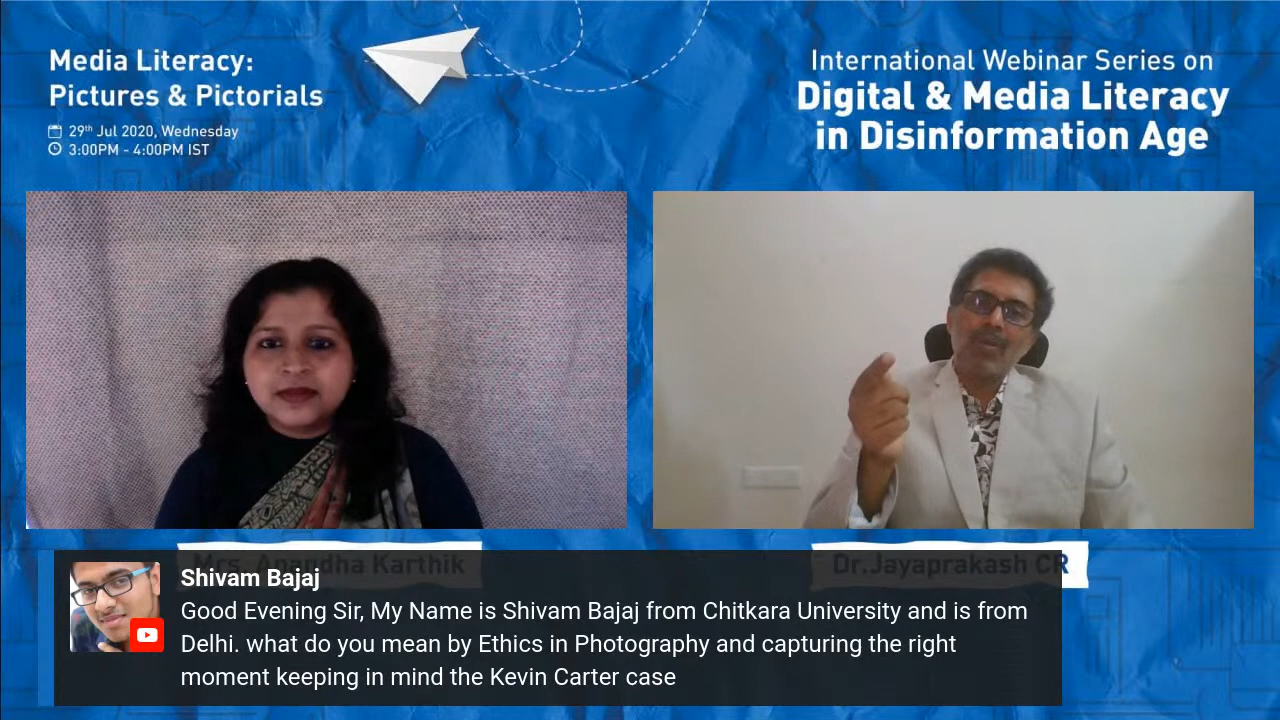 Media Literacy:
Pictures & Pictorials
29th Jul 2020, Wednesday
3:00PM - 4:00PM IST
International Webinar Series on
Digital & Media Literacy
in Disinformation Age
Mrs. Anandha Karthik
Dr.Jayaprakash CR
Shivam Bajaj
Good Evening Sir, My Name is Shivam Bajaj from Chitkara University and is from
Delhi. what do you mean by Ethics in Photography and capturing the right
moment keeping in mind the Kevin Carter case